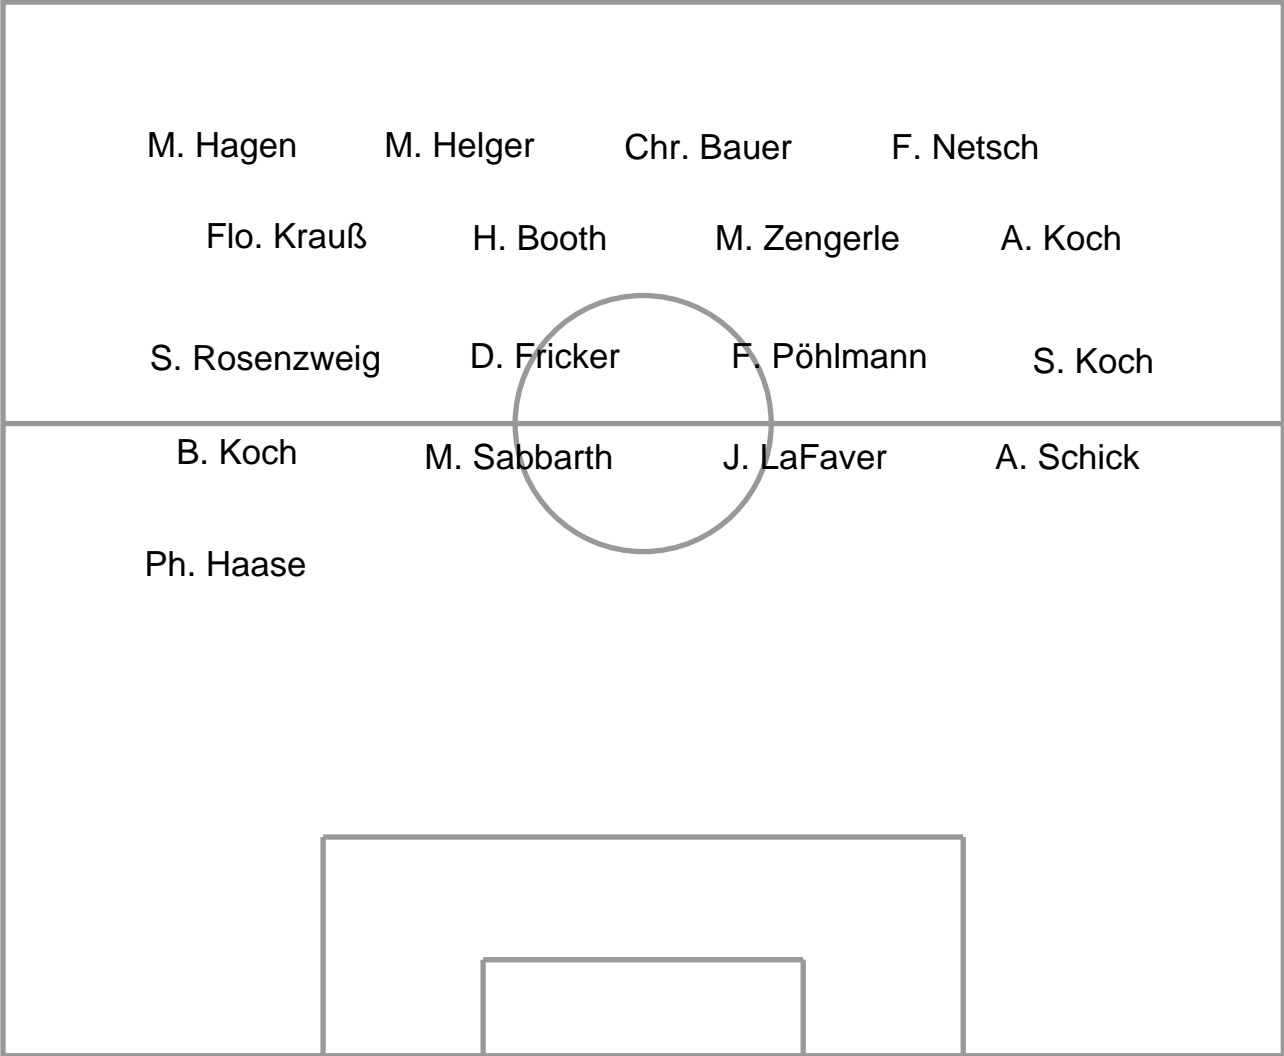 M. Hagen M. Helger Chr. Bauer F. Netsch
Flo. Krauß H. Booth M. Zengerle A. Koch
S. Rosenzweig D. Fricker F. Pöhlmann S. Koch
B. Koch M. Sabbarth J. LaFaver A. Schick
Ph. Haase